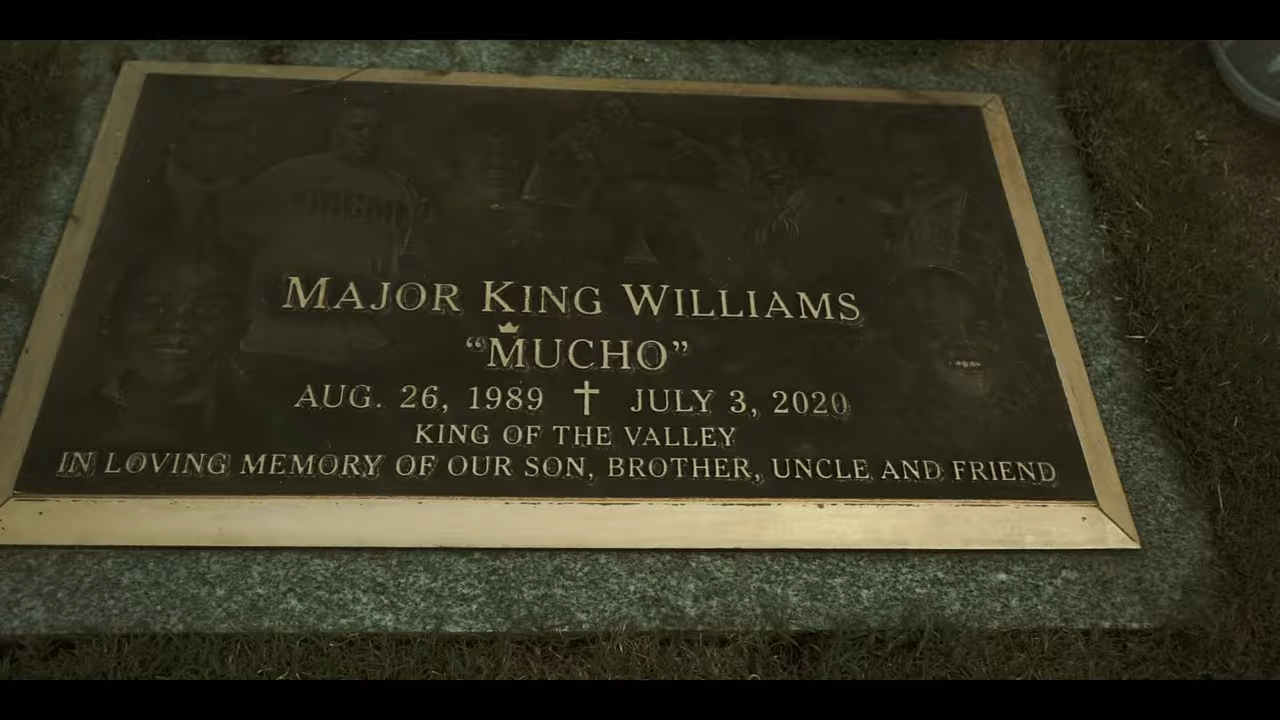 MAJOR KING WILLIAMS
“MUCHO”
AUG. 26, 1989 † JULY 3, 2020
KING OF THE VALLEY
IN LOVING MEMORY OF OUR SON, BROTHER, UNCLE AND FRIEND